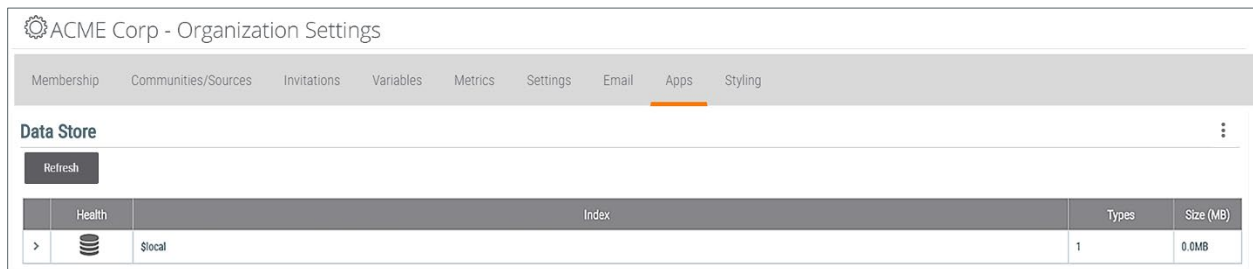 ACME Corp - Organization Settings
Membership Communities/Sources Invitations Variables Metrics Settings Email Apps Styling
Data Store
Refresh
Health Index Types Size (MB)
$local 1 0.0MB